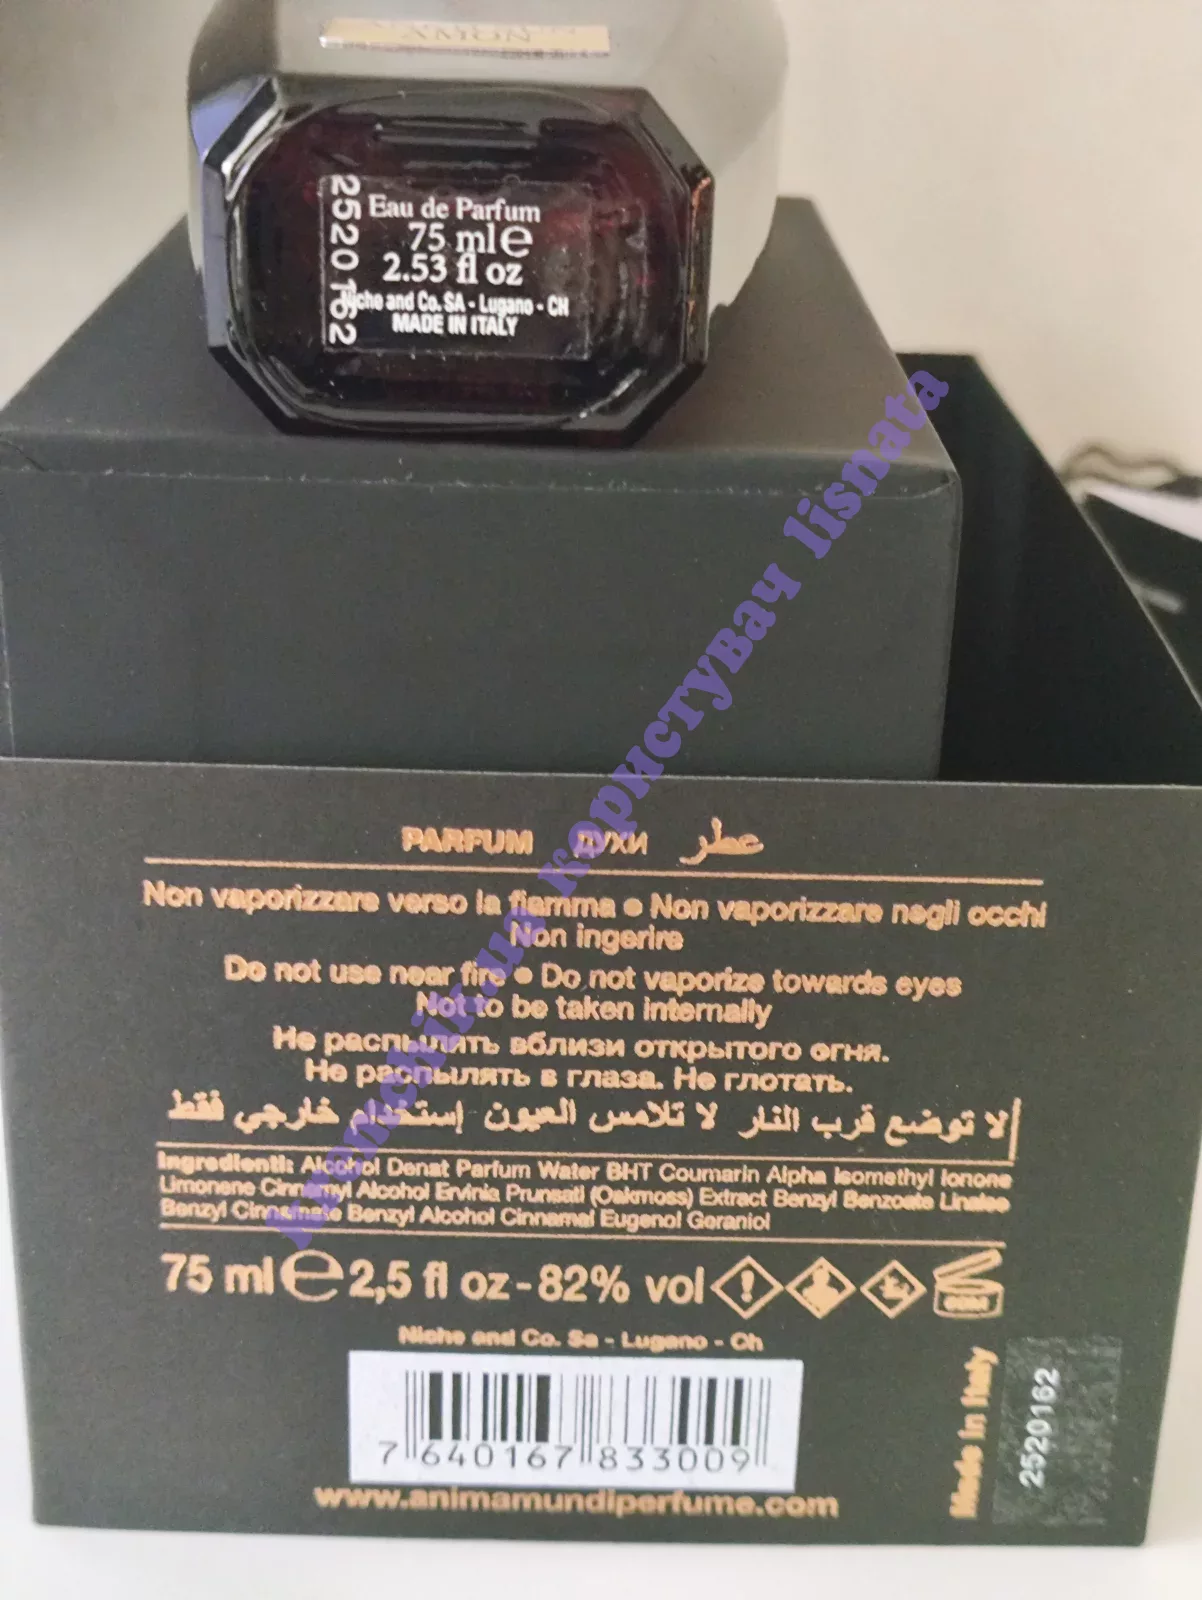 AMON
Eau de Parfum
75 ml e
2.53 fl oz
Niche and Co. SA - Lugano - CH
MADE IN ITALY
2520162
PARFUM ДУХИ عطر
Non vaporizzare verso la fiamma • Non vaporizzare negli occhi
Non ingerire
Do not use near fire • Do not vaporize towards eyes
Not to be taken internally
Не распылять вблизи открытого огня.
Не распылять в глаза. Не глотать.
لا توضع قرب النار لا تلامس العيون إستخدام خارجي فقط
Ingredienti: Alcohol Denat Parfum Water BHT Coumarin Alpha Isomethyl Ionone
Limonene Cinnamyl Alcohol Ervinia Prunsati (Oakmoss) Extract Benzyl Benzoate Linaloe
Benzyl Cinnamate Benzyl Alcohol Cinnamal Eugenol Geraniol
75 ml e 2,5 fl oz - 82% vol
Niche and Co. Sa - Lugano - Ch
7 640167 833009
www.animamundiperfume.com
Made in Italy
2520162
kremchik.ua користувач lisnata